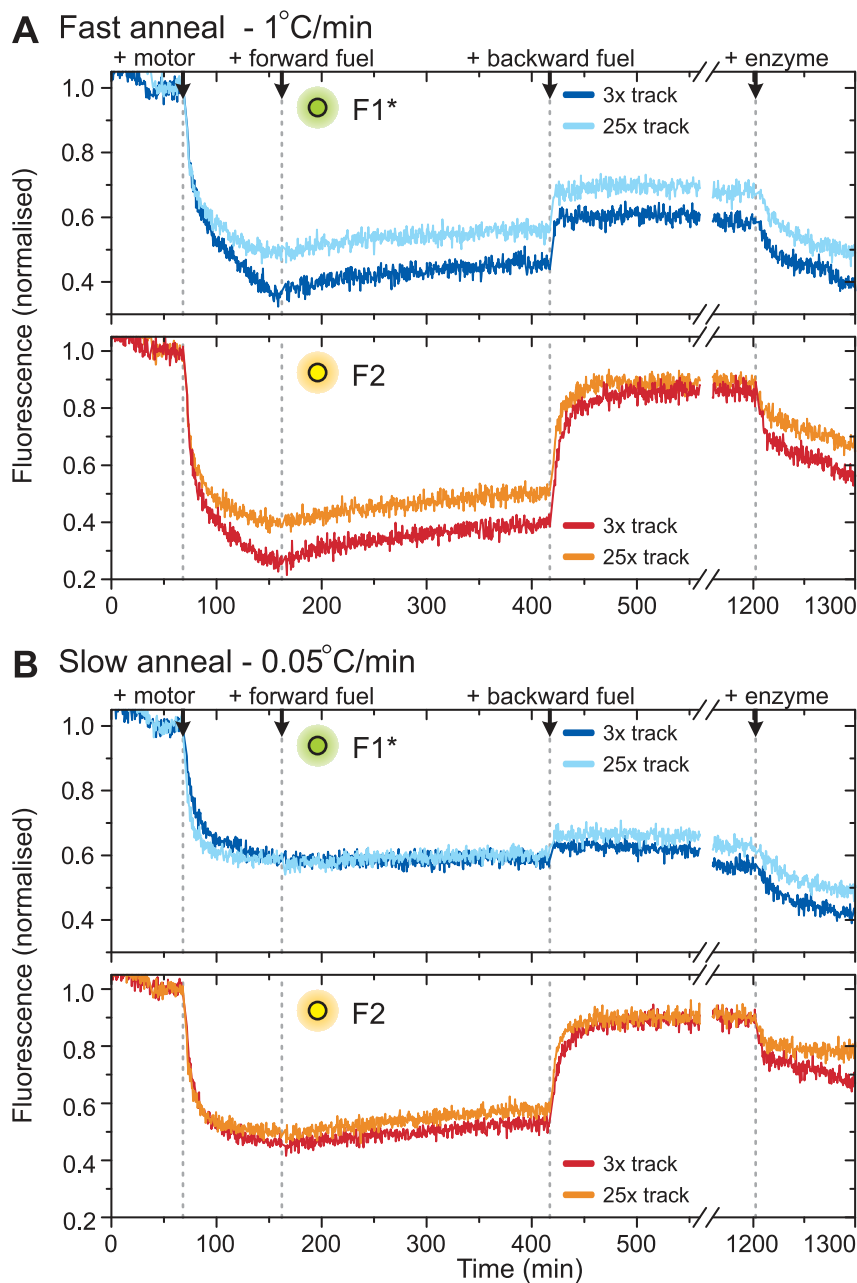 A Fast anneal - 1°C/min
+ motor + forward fuel + backward fuel + enzyme
F1*
3x track
25x track
1.0
0.8
0.6
0.4
F2
3x track
25x track
1.0
0.8
0.6
0.4
0.2
0 100 200 300 400 500 1200 1300
Fluorescence (normalised)
B Slow anneal - 0.05°C/min
+ motor + forward fuel + backward fuel + enzyme
F1*
3x track
25x track
1.0
0.8
0.6
0.4
F2
3x track
25x track
1.0
0.8
0.6
0.4
0.2
0 100 200 300 400 500 1200 1300
Fluorescence (normalised)
Time (min)